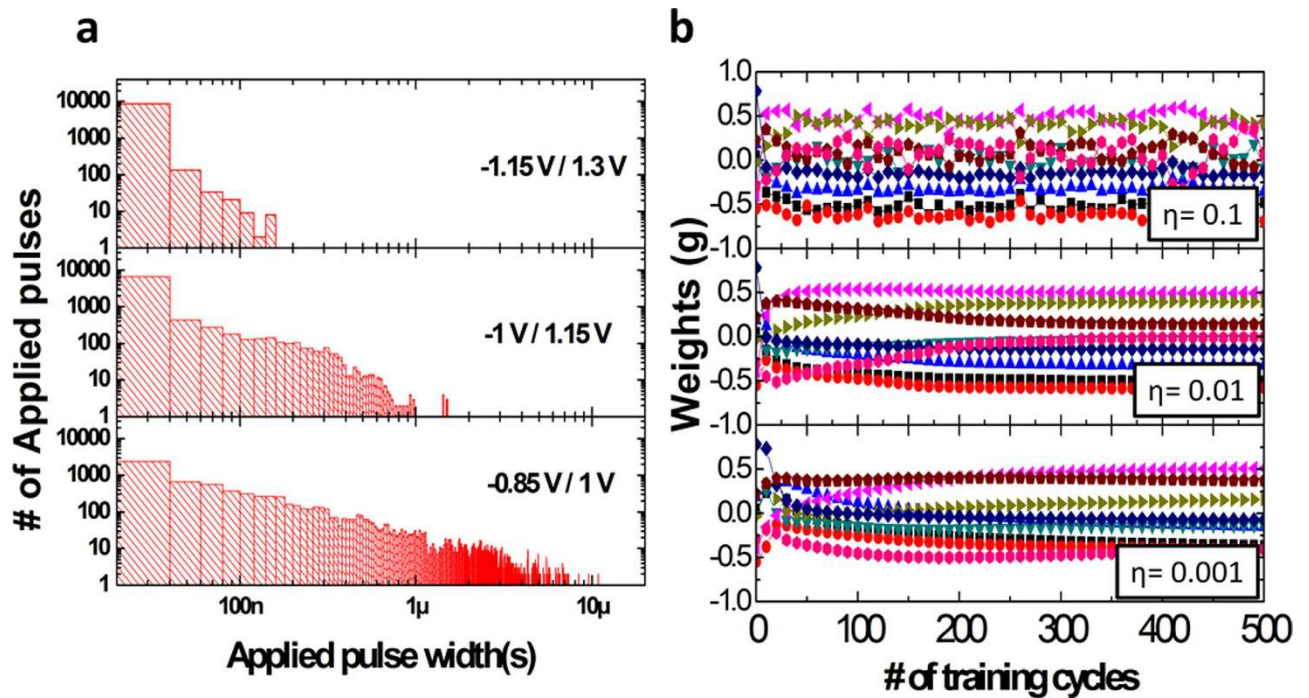 a
# of Applied pulses
10000
1000
100
10
1
-1.15 V / 1.3 V
10000
1000
100
10
1
-1 V / 1.15 V
10000
1000
100
10
1
-0.85 V / 1 V
100n
1µ
10µ
Applied pulse width(s)
b
Weights (g)
1.0
0.5
0.0
-0.5
-1.0
η= 0.1
0.5
0.0
-0.5
-1.0
η= 0.01
0.5
0.0
-0.5
-1.0
η= 0.001
0
100
200
300
400
500
# of training cycles